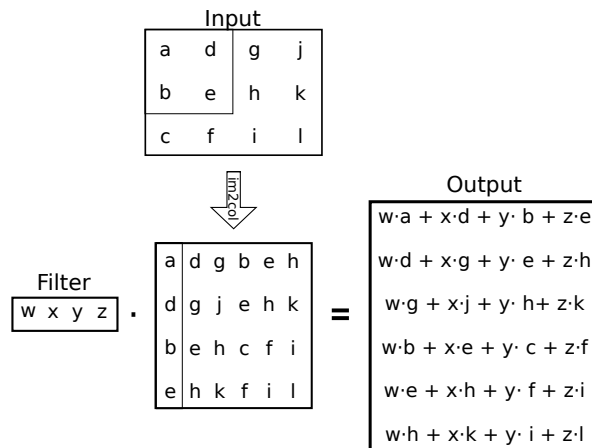 Input
a d g j
b e h k
c f i l
im2col
Output
w·a + x·d + y· b + z·e
w·d + x·g + y· e + z·h
w·g + x·j + y· h+ z·k
w·b + x·e + y· c + z·f
w·e + x·h + y· f + z·i
w·h + x·k + y· i + z·l
Filter
w x y z
·
a d g b e h
d g j e h k
b e h c f i
e h k f i l
=